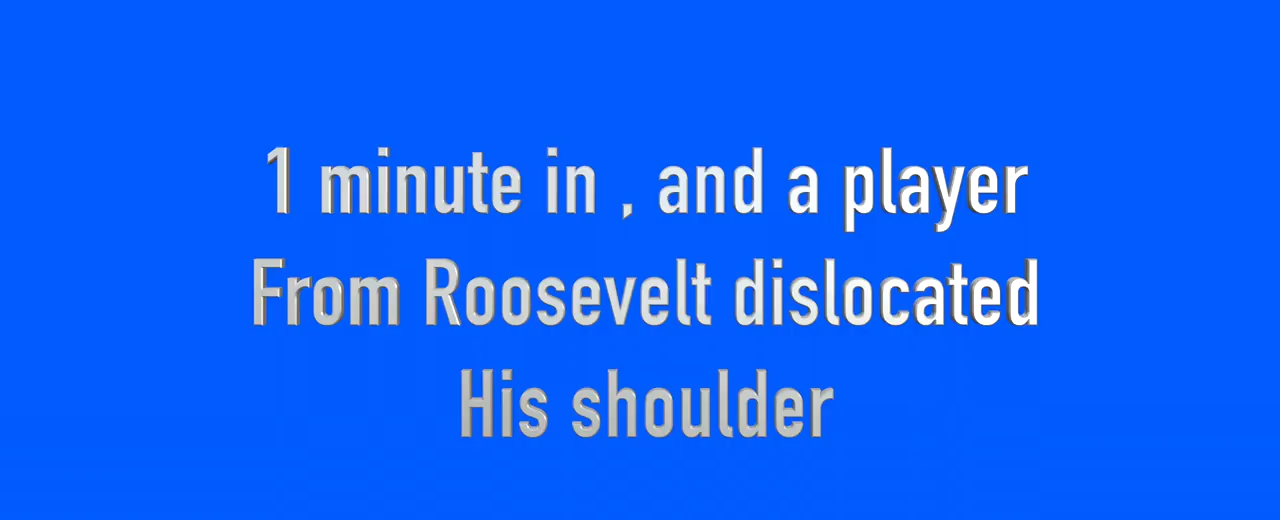 1 minute in , and a player
From Roosevelt dislocated
His shoulder